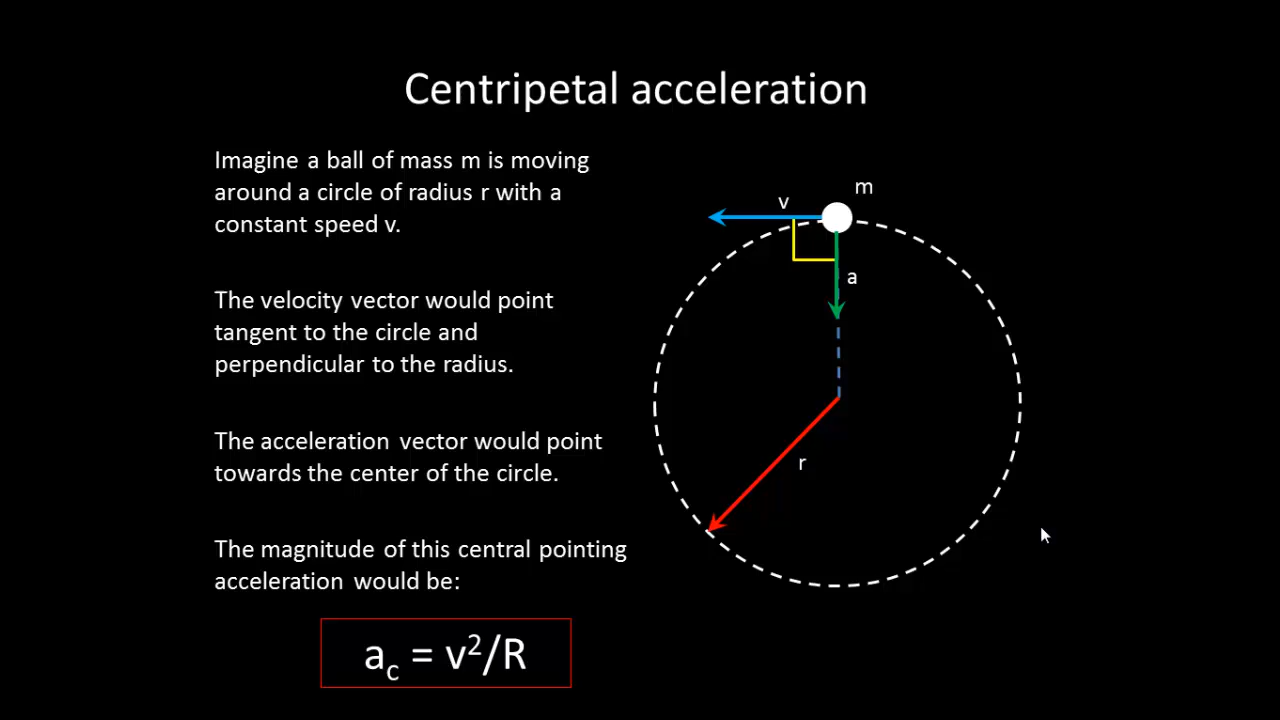 Centripetal acceleration
Imagine a ball of mass m is moving
around a circle of radius r with a
constant speed v.
The velocity vector would point
tangent to the circle and
perpendicular to the radius.
The acceleration vector would point
towards the center of the circle.
The magnitude of this central pointing
acceleration would be:
a_c = v²/R
m
v
a
r